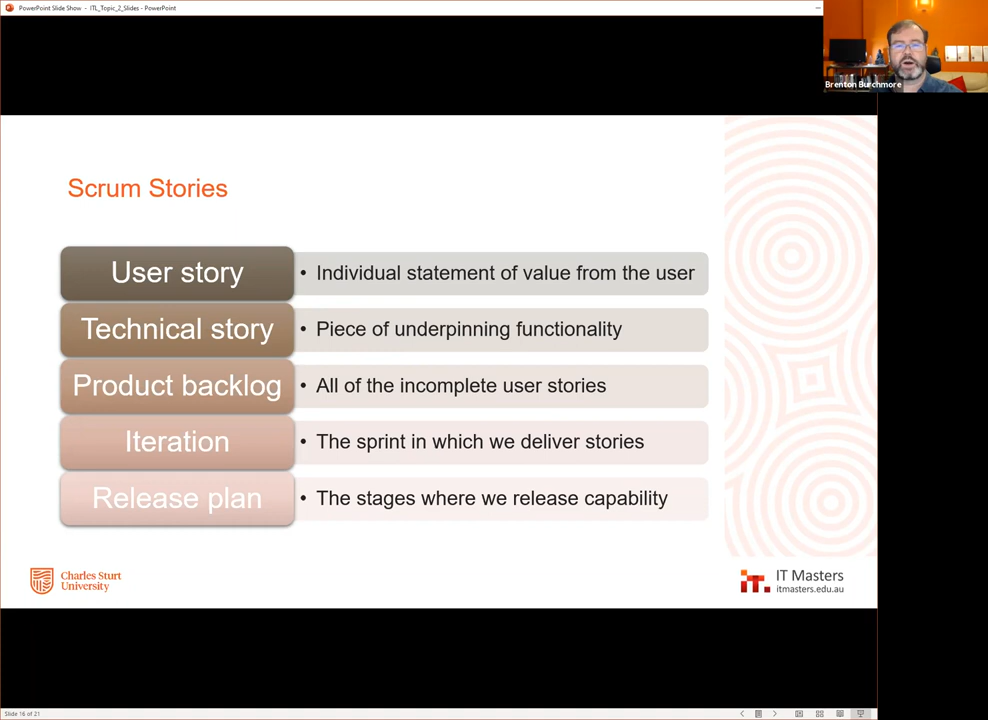 PowerPoint Slide Show - ITL_Topic_2_Slides - PowerPoint
Brenton Burchmore
Scrum Stories
User story
• Individual statement of value from the user
Technical story
• Piece of underpinning functionality
Product backlog
• All of the incomplete user stories
Iteration
• The sprint in which we deliver stories
Release plan
• The stages where we release capability
Charles Sturt
University
IT Masters
itmasters.edu.au
Slide 16 of 21